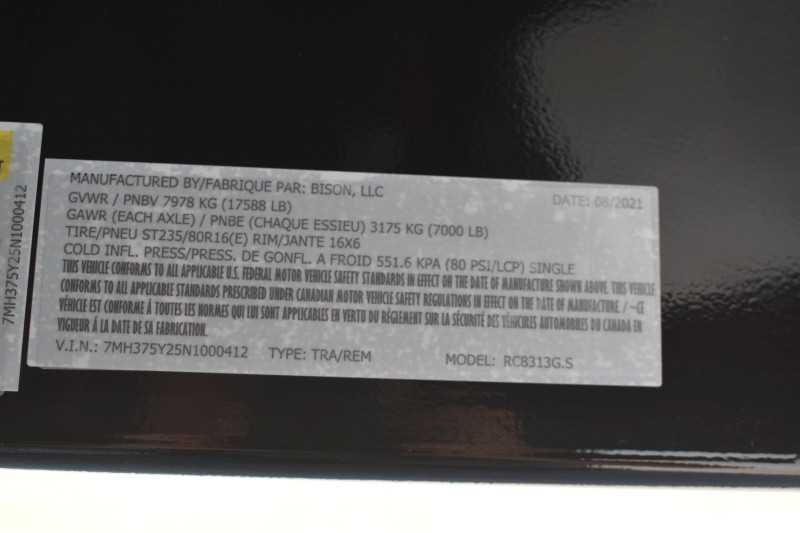 T
7MH375Y25N1000412
MANUFACTURED BY/FABRIQUE PAR: BISON, LLC DATE: 08/2021
GVWR / PNBV 7978 KG (17588 LB)
GAWR (EACH AXLE) / PNBE (CHAQUE ESSIEU) 3175 KG (7000 LB)
TIRE/PNEU ST235/80R16(E) RIM/JANTE 16X6
COLD INFL. PRESS/PRESS. DE GONFL. A FROID 551.6 KPA (80 PSI/LCP) SINGLE
THIS VEHICLE CONFORMS TO ALL APPLICABLE U.S. FEDERAL MOTOR VEHICLE SAFETY STANDARDS IN EFFECT ON THE DATE OF MANUFACTURE SHOWN ABOVE. THIS VEHICLE
CONFORMS TO ALL APPLICABLE STANDARDS PRESCRIBED UNDER CANADIAN MOTOR VEHICLE SAFETY REGULATIONS IN EFFECT ON THE DATE OF MANUFACTURE. / ~CE
VÉHICLE EST CONFORME À TOUTES LES NORMES QUI LUI SONT APPLICABLES EN VERTU DU RÉGLEMENT SUR LA SÉCURITÉ DES VÉHICULES AUTOMOBILES DU CANADA EN
VIGUEUR À LA DATE DE SA FABRICATION.
V.I.N.: 7MH375Y25N1000412 TYPE: TRA/REM MODEL: RC8313G.S